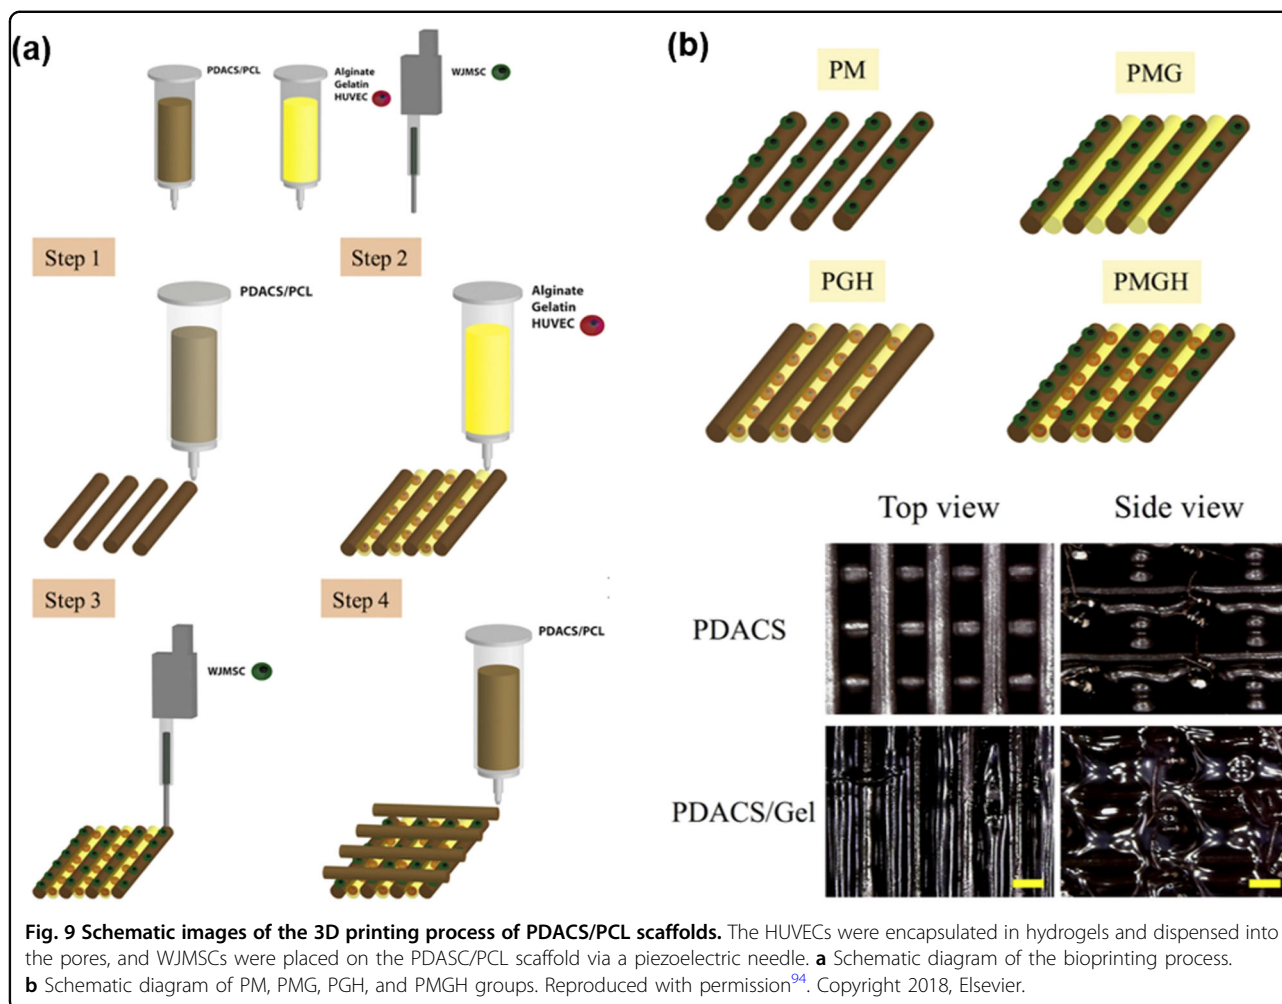 (a)
PDACS/PCL
Alginate
Gelatin
HUVEC
WJMSC
Step 1
PDACS/PCL
Step 2
Alginate
Gelatin
HUVEC
Step 3
WJMSC
Step 4
PDACS/PCL
(b)
PM
PMG
PGH
PMGH
Top view
Side view
PDACS
PDACS/Gel
Fig. 9 Schematic images of the 3D printing process of PDACS/PCL scaffolds. The HUVECs were encapsulated in hydrogels and dispensed into
the pores, and WJMSCs were placed on the PDASC/PCL scaffold via a piezoelectric needle. a Schematic diagram of the bioprinting process.
b Schematic diagram of PM, PMG, PGH, and PMGH groups. Reproduced with permission94. Copyright 2018, Elsevier.